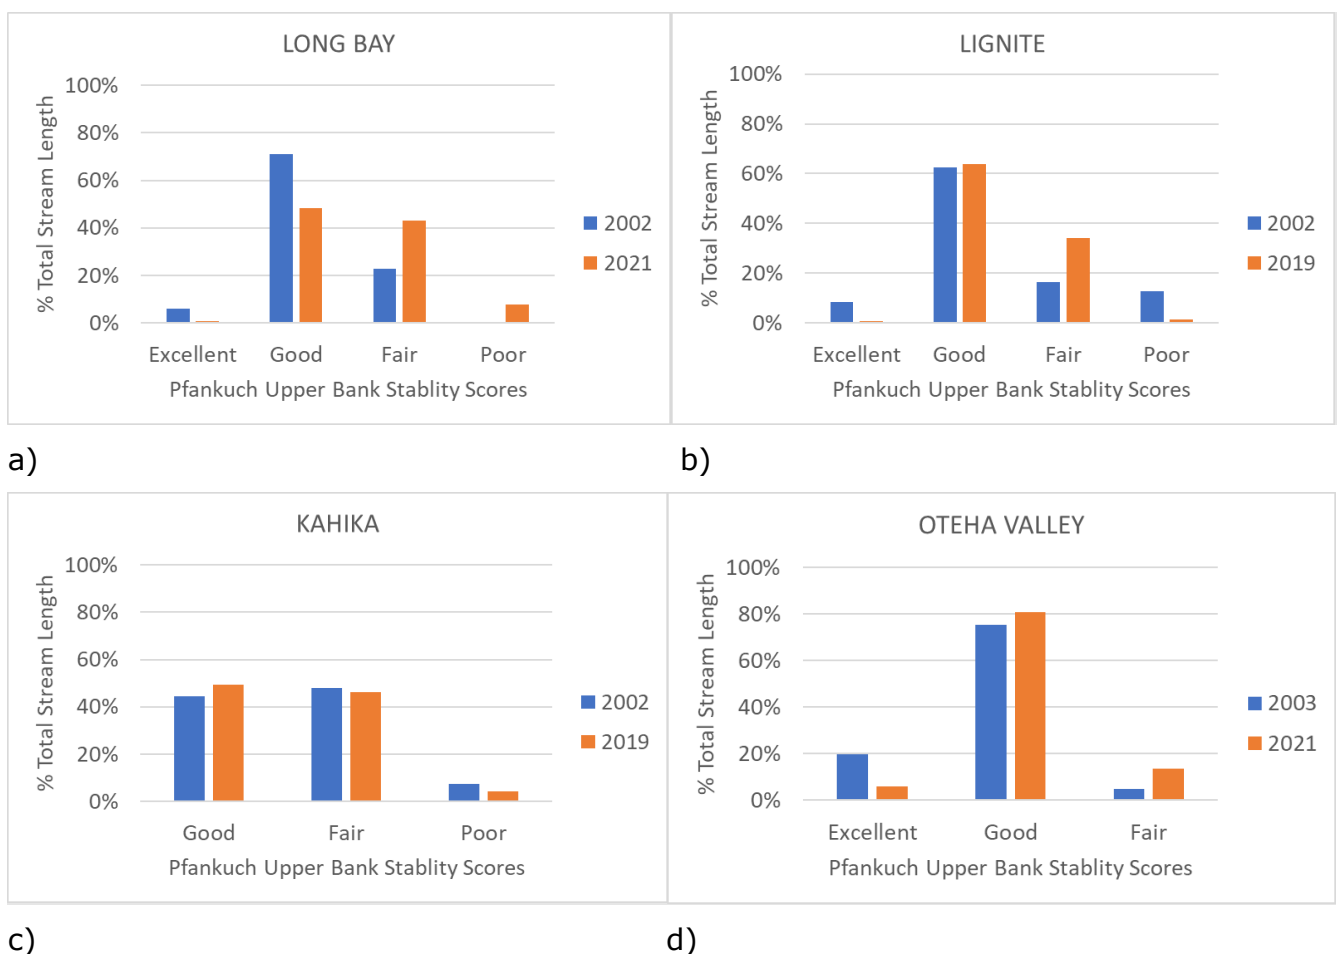 LONG BAY
% Total Stream Length
100%
80%
60%
40%
20%
0%
Excellent Good Fair Poor
Pfankuch Upper Bank Stablity Scores
2002
2021
a)
LIGNITE
% Total Stream Length
100%
80%
60%
40%
20%
0%
Excellent Good Fair Poor
Pfankuch Upper Bank Stablity Scores
2002
2019
b)
KAHIKA
% Total Stream Length
100%
80%
60%
40%
20%
0%
Good Fair Poor
Pfankuch Upper Bank Stablity Scores
2002
2019
c)
OTEHA VALLEY
% Total Stream Length
100%
80%
60%
40%
20%
0%
Excellent Good Fair
Pfankuch Upper Bank Stablity Scores
2003
2021
d)